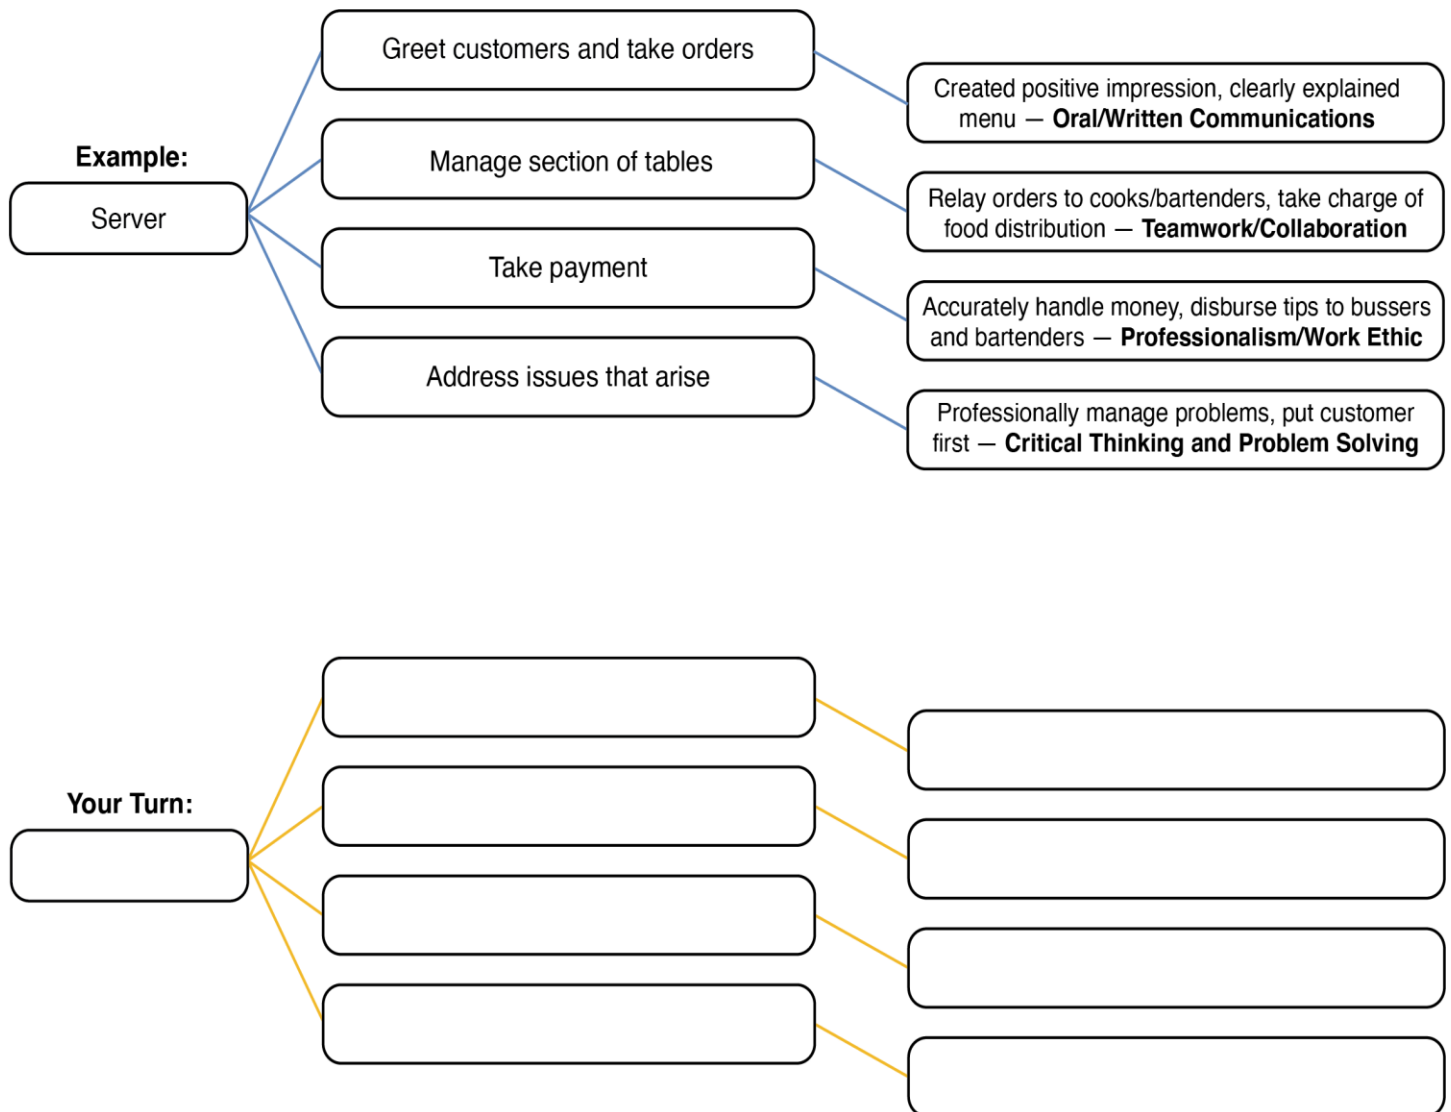 Example:
Server
Greet customers and take orders
Manage section of tables
Take payment
Address issues that arise
Created positive impression, clearly explained
menu — Oral/Written Communications
Relay orders to cooks/bartenders, take charge of
food distribution — Teamwork/Collaboration
Accurately handle money, disburse tips to bussers
and bartenders — Professionalism/Work Ethic
Professionally manage problems, put customer
first — Critical Thinking and Problem Solving
Your Turn: